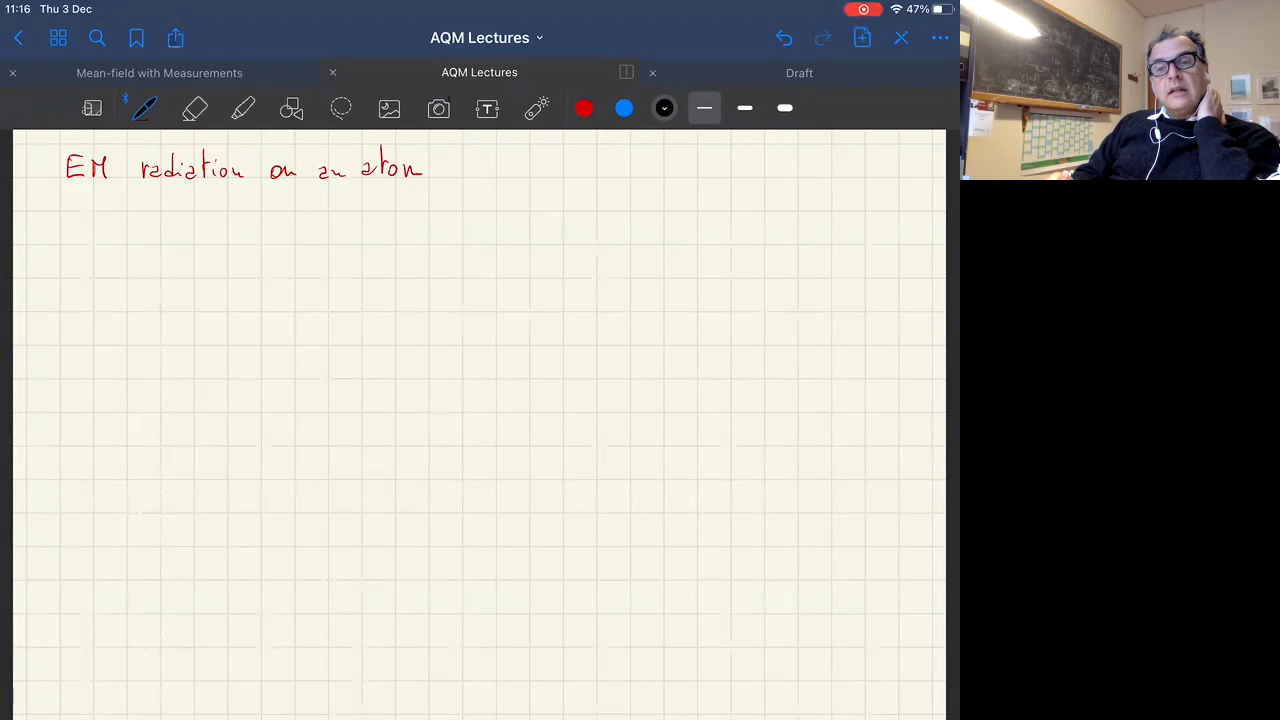 11:16 Thu 3 Dec 47%
AQM Lectures
Mean-field with Measurements AQM Lectures Draft
EM radiation on an atom